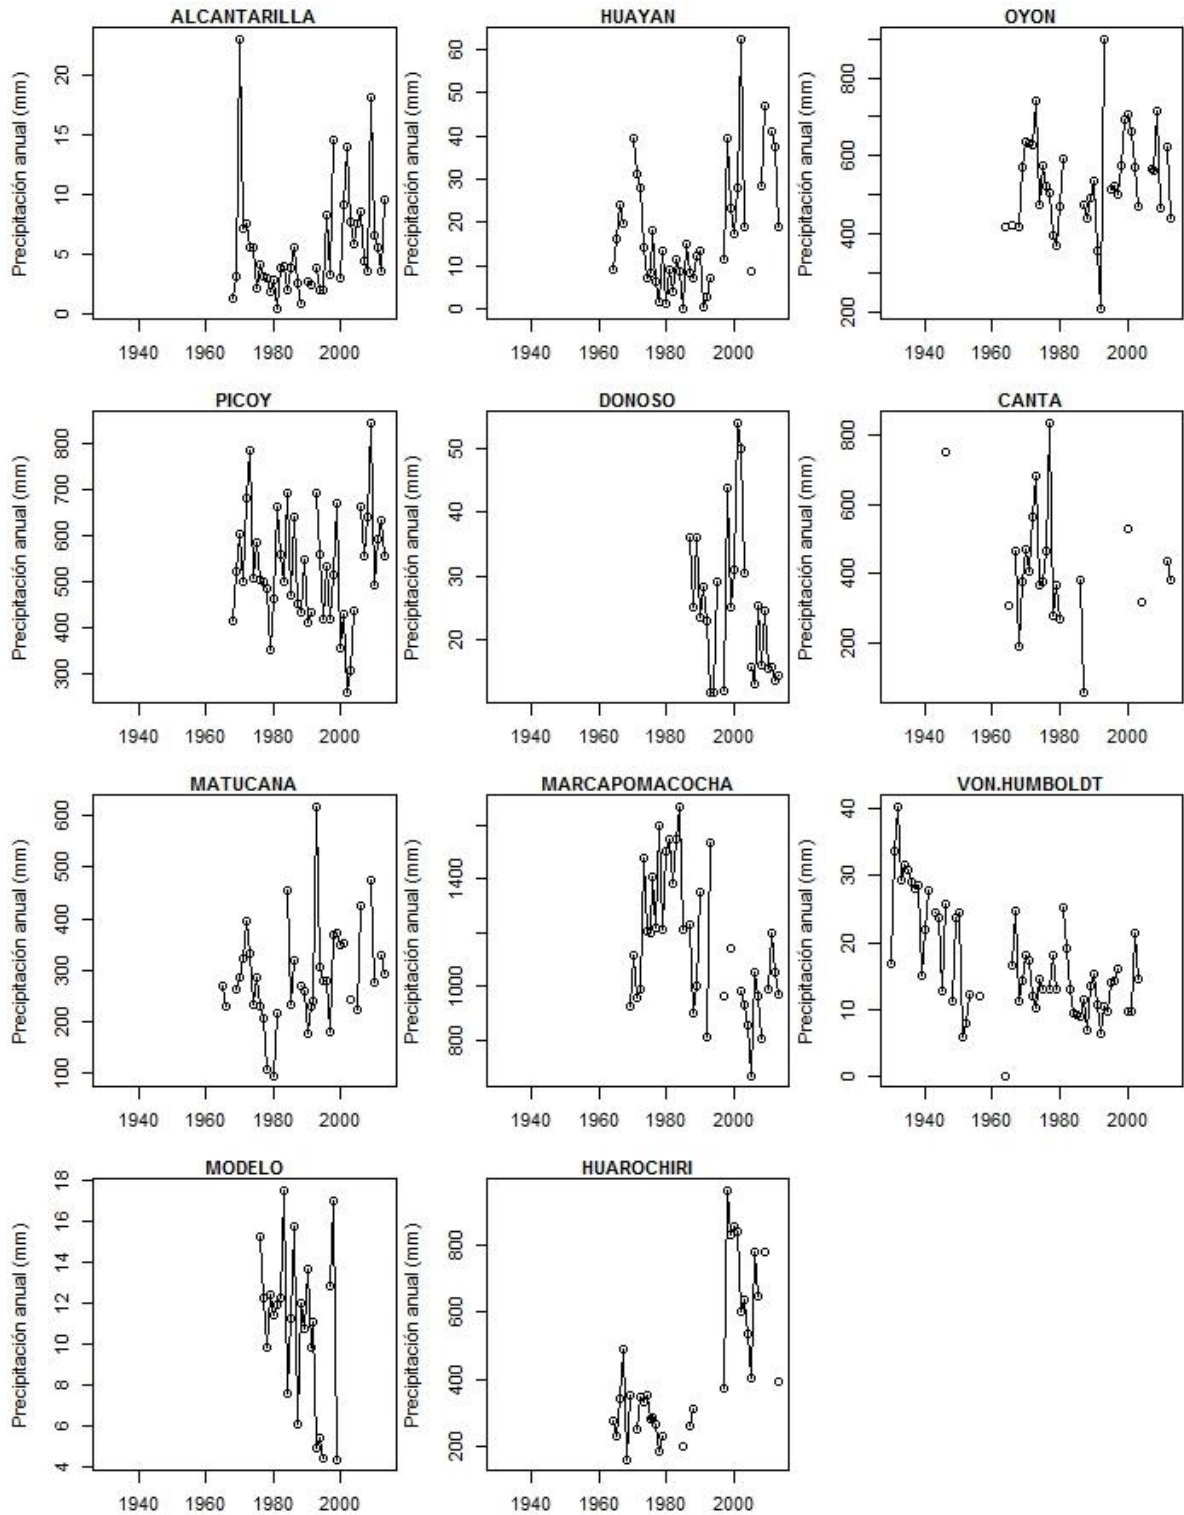 ALCANTARILLA
Precipitación anual (mm)
20
15
10
5
0
1940 1960 1980 2000
HUAYAN
Precipitación anual (mm)
60
50
40
30
20
10
0
1940 1960 1980 2000
OYON
Precipitación anual (mm)
800
600
400
200
1940 1960 1980 2000
PICOY
Precipitación anual (mm)
800
700
600
500
400
300
1940 1960 1980 2000
DONOSO
Precipitación anual (mm)
50
40
30
20
1940 1960 1980 2000
CANTA
Precipitación anual (mm)
800
600
400
200
1940 1960 1980 2000
MATUCANA
Precipitación anual (mm)
600
500
400
300
200
100
1940 1960 1980 2000
MARCAPOMACOCHA
Precipitación anual (mm)
1400
1000
800
1940 1960 1980 2000
VON.HUMBOLDT
Precipitación anual (mm)
40
30
20
10
0
1940 1960 1980 2000
MODELO
Precipitación anual (mm)
18
16
14
12
10
8
6
4
1940 1960 1980 2000
HUAROCHIRI
Precipitación anual (mm)
800
600
400
200
1940 1960 1980 2000